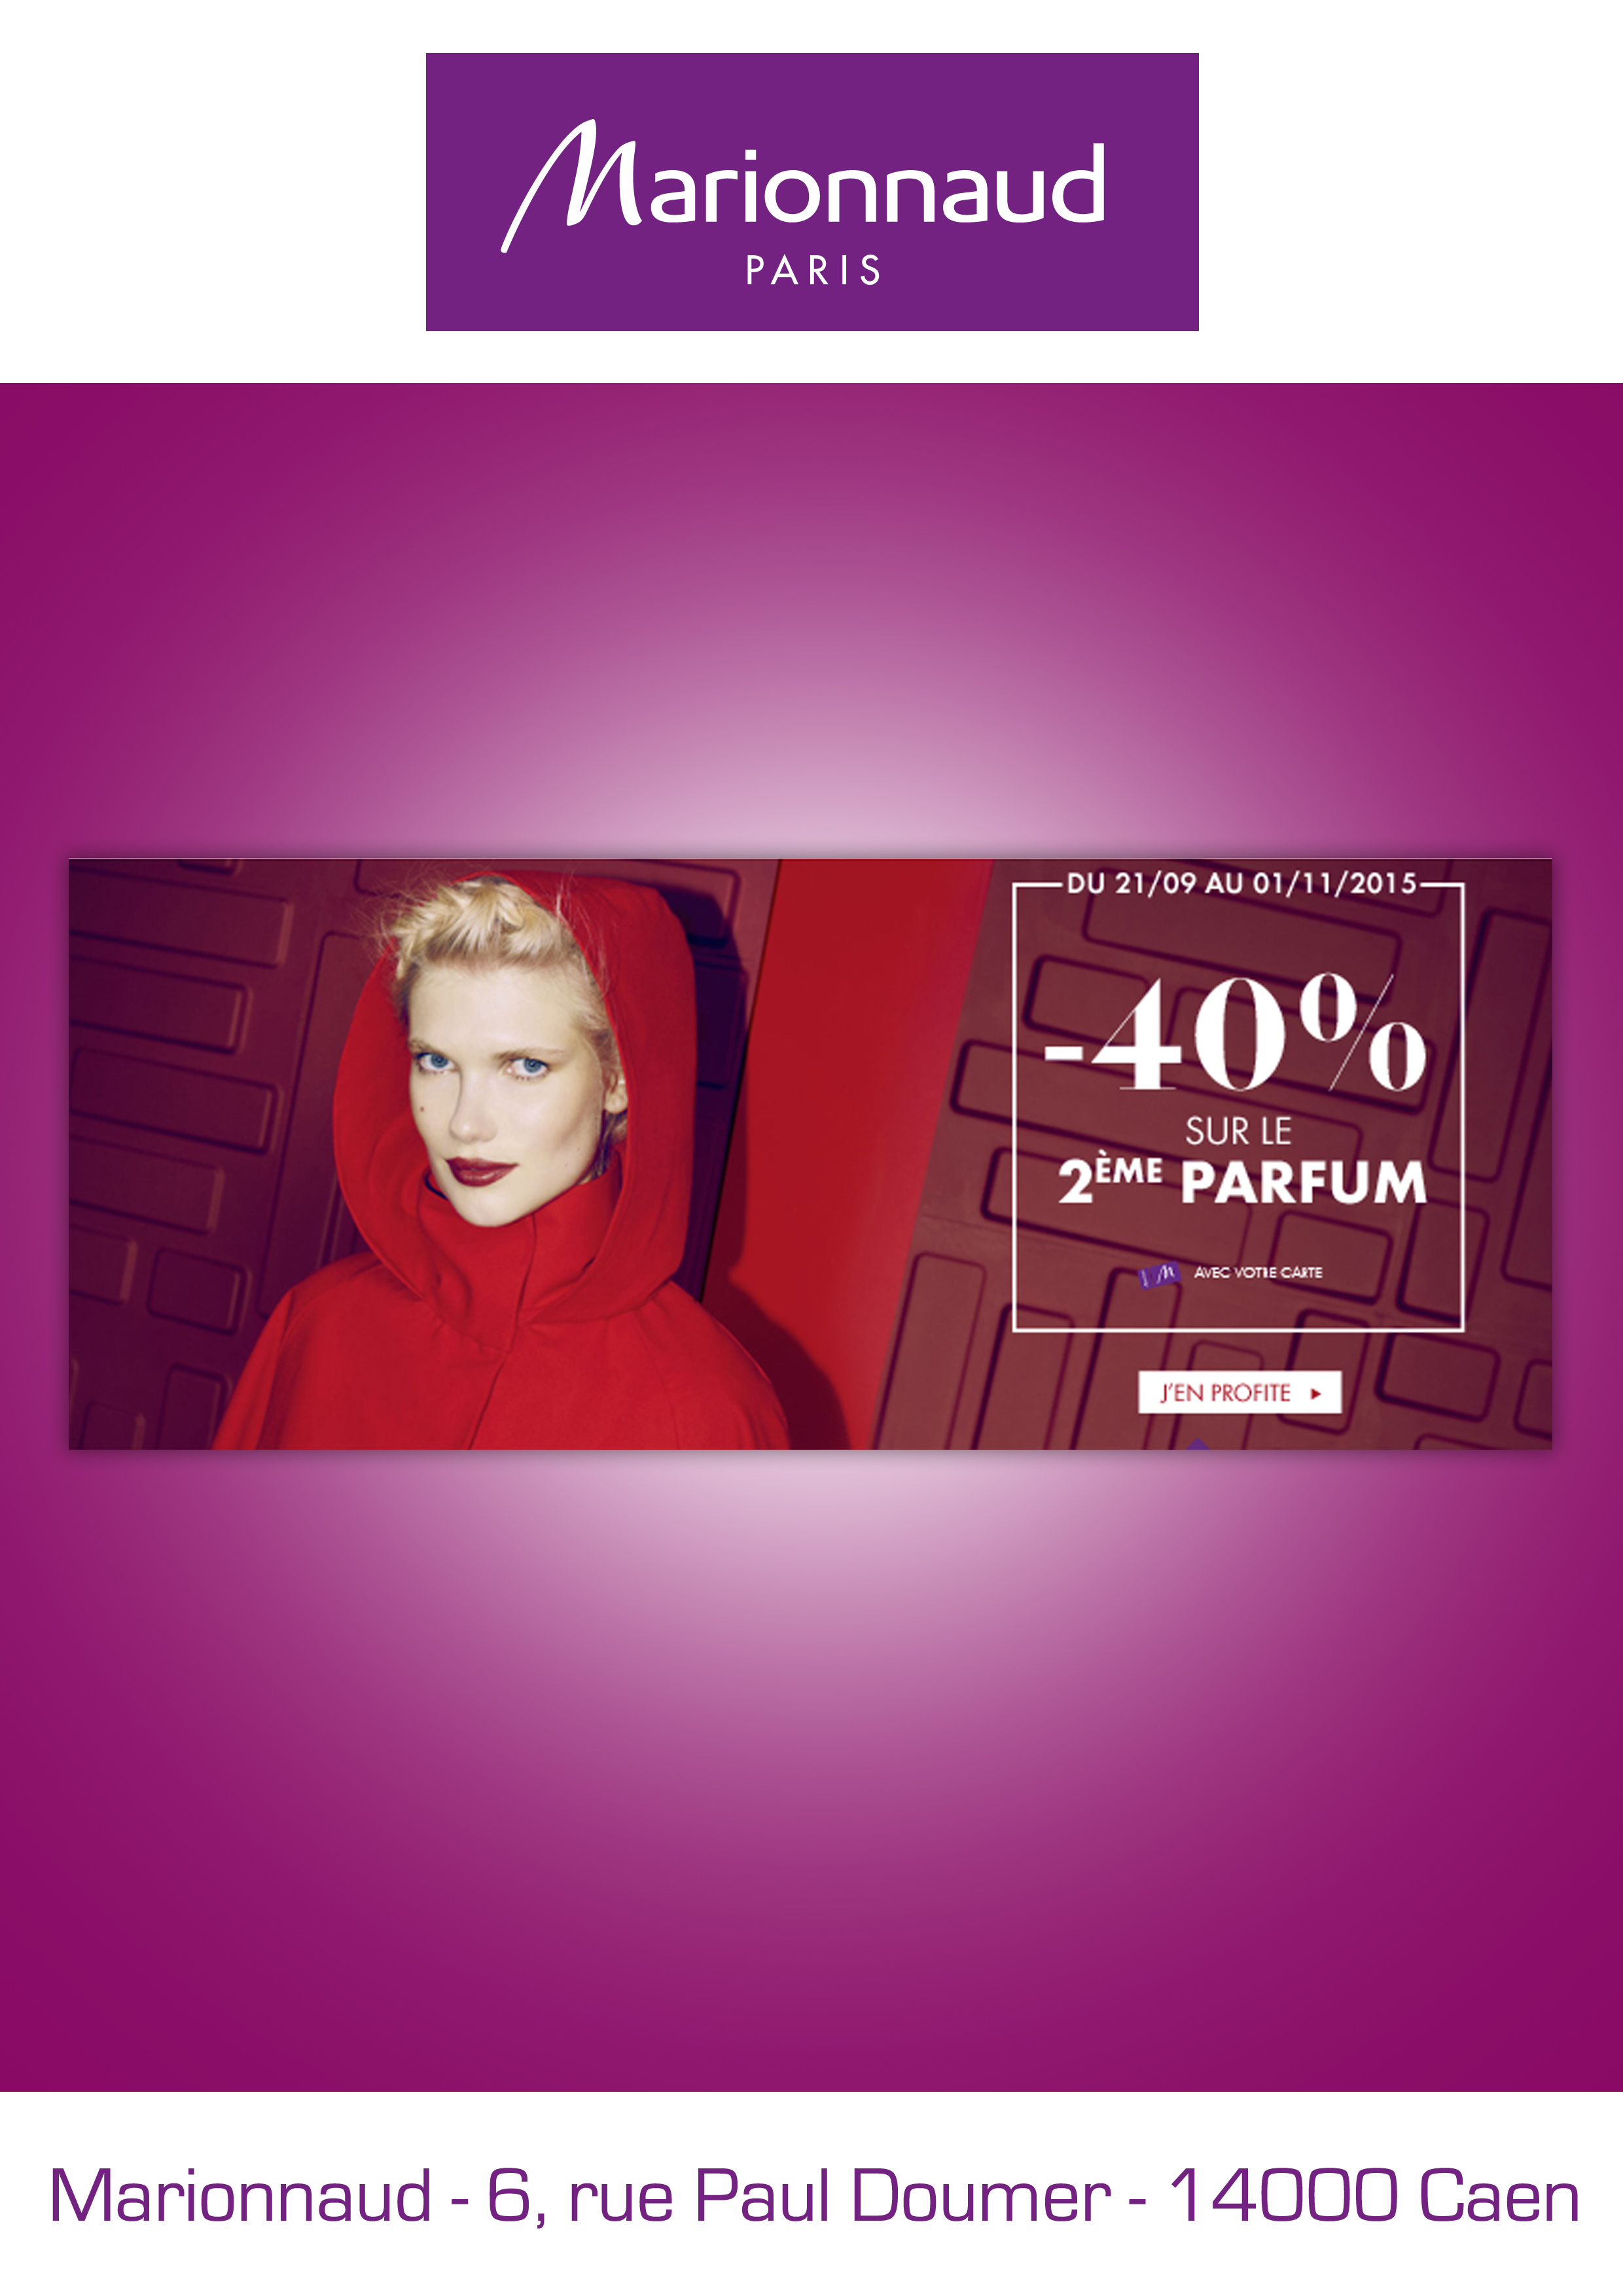 Marionnaud
PARIS
DU 21/09 AU 01/11/2015
-40%
SUR LE
2ÈME PARFUM
AVEC VOTRE CARTE
J'EN PROFITE
Marionnaud - 6, rue Paul Doumer - 14000 Caen